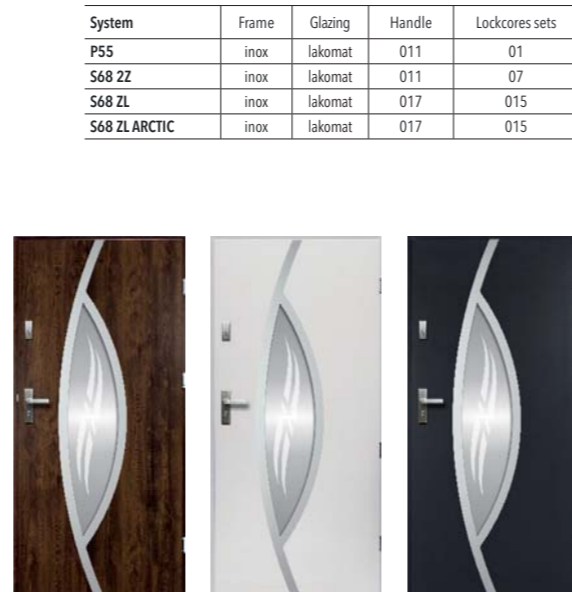 System Frame Glazing Handle Lockcores sets
P55 inox lakomat 011 01
S68 2Z inox lakomat 011 07
S68 ZL inox lakomat 017 015
S68 ZL ARCTIC inox lakomat 017 015